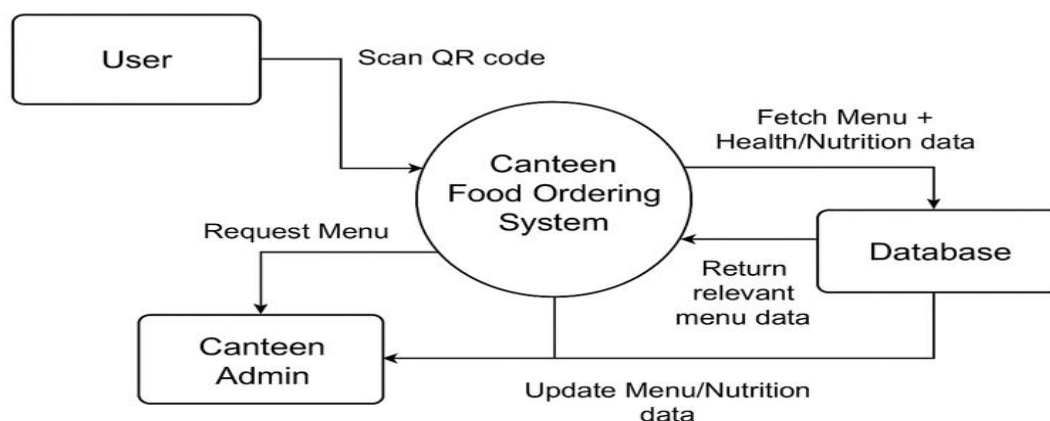 User
Scan QR code
Fetch Menu +
Health/Nutrition data
Canteen
Food Ordering
System
Request Menu
Database
Return
relevant
menu data
Canteen
Admin
Update Menu/Nutrition
data